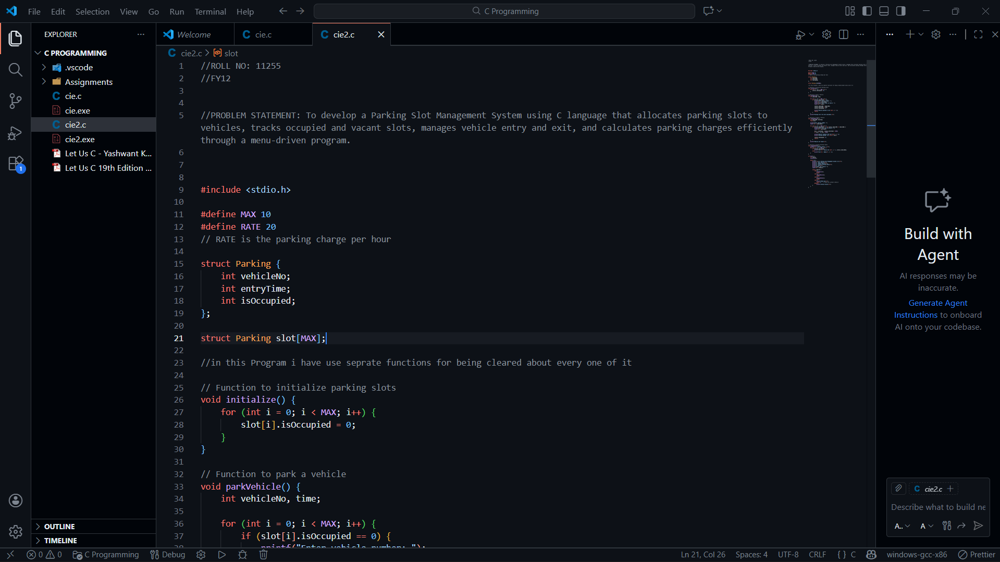 File Edit Selection View Go Run Terminal Help
C Programming
EXPLORER
Welcome
C cie.c
C cie2.c
C PROGRAMMING
.vscode
Assignments
C cie.c
cie.exe
C cie2.c
cie2.exe
Let Us C - Yashwant K...
Let Us C 19th Edition ...
OUTLINE
TIMELINE
C cie2.c > slot
1 //ROLL NO: 11255
2 //FY12
3
4
5 //PROBLEM STATEMENT: To develop a Parking Slot Management System using C language that allocates parking slots to
vehicles, tracks occupied and vacant slots, manages vehicle entry and exit, and calculates parking charges efficiently
through a menu-driven program.
6
7
8
9 #include <stdio.h>
10
11 #define MAX 10
12 #define RATE 20
13 // RATE is the parking charge per hour
14
15 struct Parking {
16 int vehicleNo;
17 int entryTime;
18 int isOccupied;
19 };
20
21 struct Parking slot[MAX];
22
23 //in this Program i have use seprate functions for being cleared about every one of it
24
25 // Function to initialize parking slots
26 void initialize() {
27 for (int i = 0; i < MAX; i++) {
28 slot[i].isOccupied = 0;
29 }
30 }
31
32 // Function to park a vehicle
33 void parkVehicle() {
34 int vehicleNo, time;
35
36 for (int i = 0; i < MAX; i++) {
37 if (slot[i].isOccupied == 0) {
38 printf("Enter vehicle number: ");
Build with
Agent
AI responses may be
inaccurate.
Generate Agent
Instructions to onboard
AI onto your codebase.
C cie2.c
Describe what to build ne
A.. A
1
0 0 C Programming Debug
Ln 21, Col 26 Spaces: 4 UTF-8 CRLF { } C windows-gcc-x86 Prettier